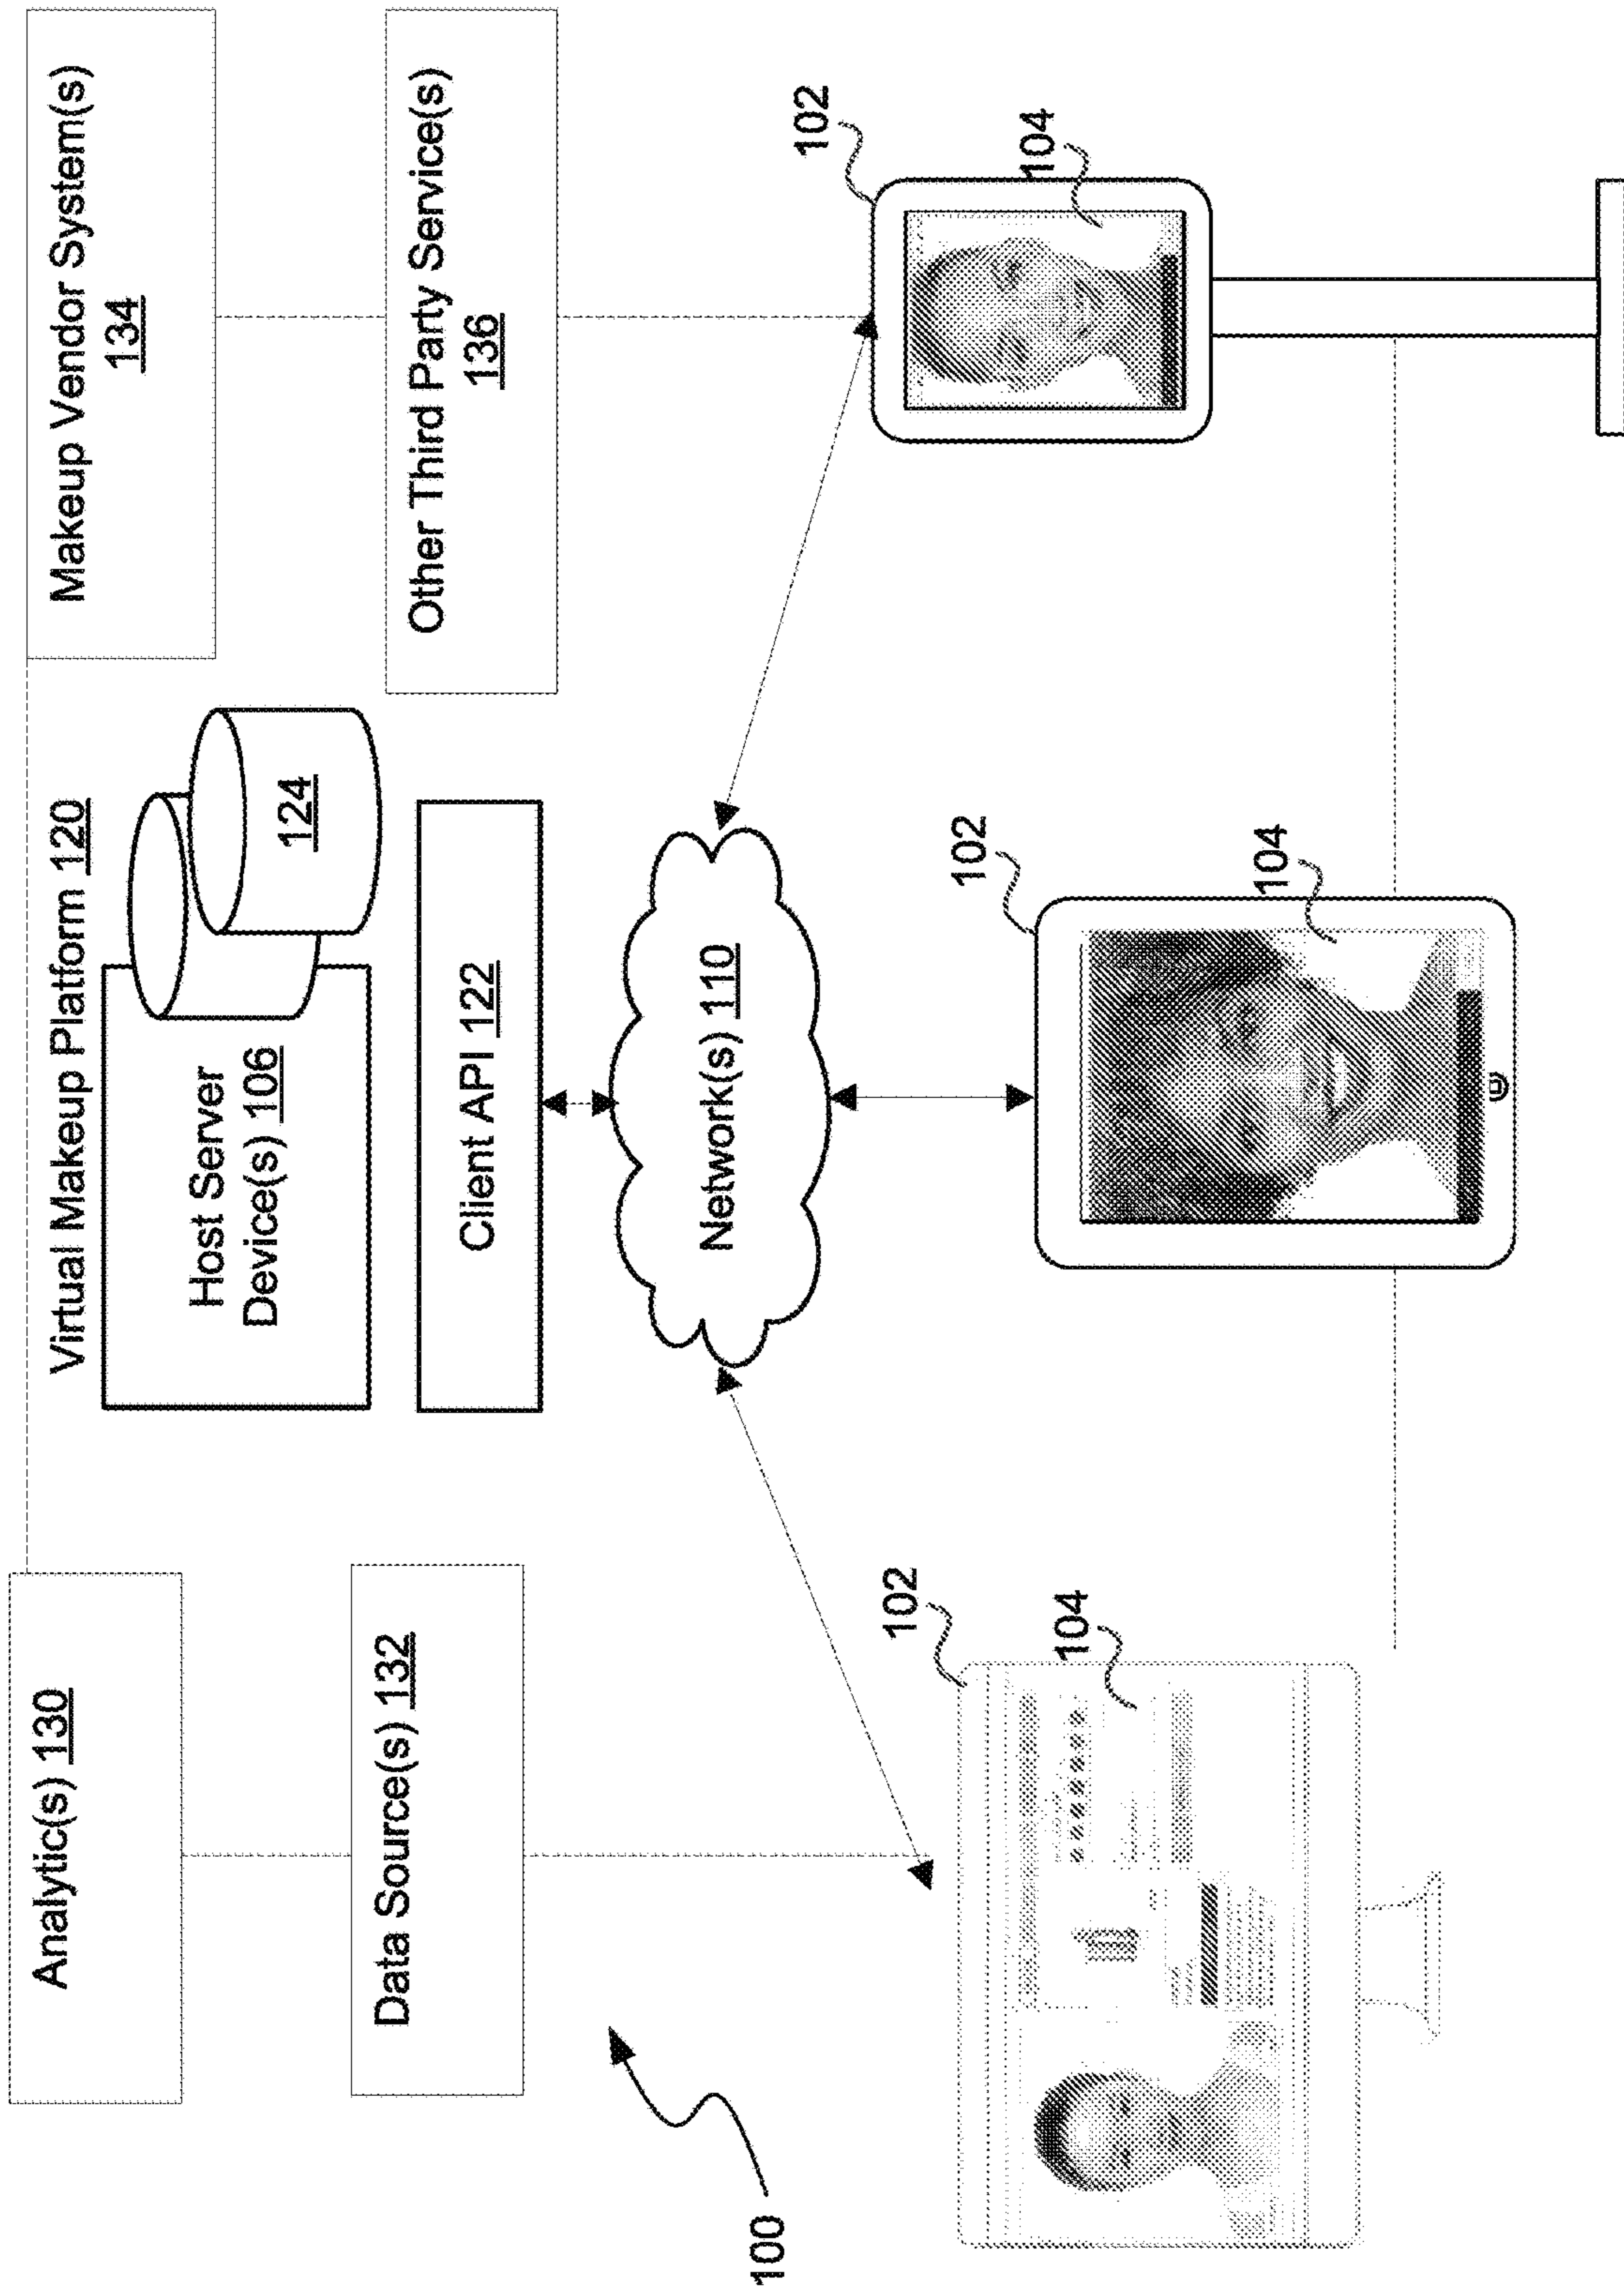 Analytic(s) 130
Data Source(s) 132
100
102
104
Virtual Makeup Platform 120
Host Server
Device(s) 106
124
Client API 122
Network(s) 110
102
104
Makeup Vendor System(s)
134
Other Third Party Service(s)
136
102
104